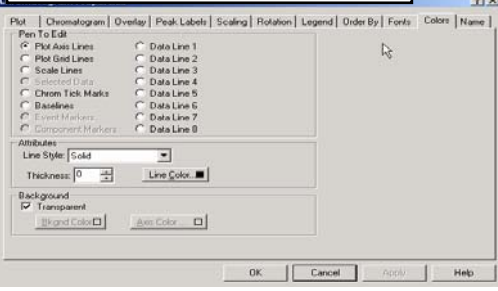 Plot Chromatogram Overlay Peak Labels Scaling Rotation Legend Order By Fonts Colors Name
Pen To Edit
Plot Axis Lines Data Line 1
Plot Grid Lines Data Line 2
Scale Lines Data Line 3
Selected Data Data Line 4
Chrom Tick Marks Data Line 5
Baselines Data Line 6
Event Markers Data Line 7
Component Markers Data Line 8
Attributes
Line Style: Solid
Thickness: 0 Line Color...
Background
Transparent
Bkgnd Color Axis Color ...
OK Cancel Apply Help